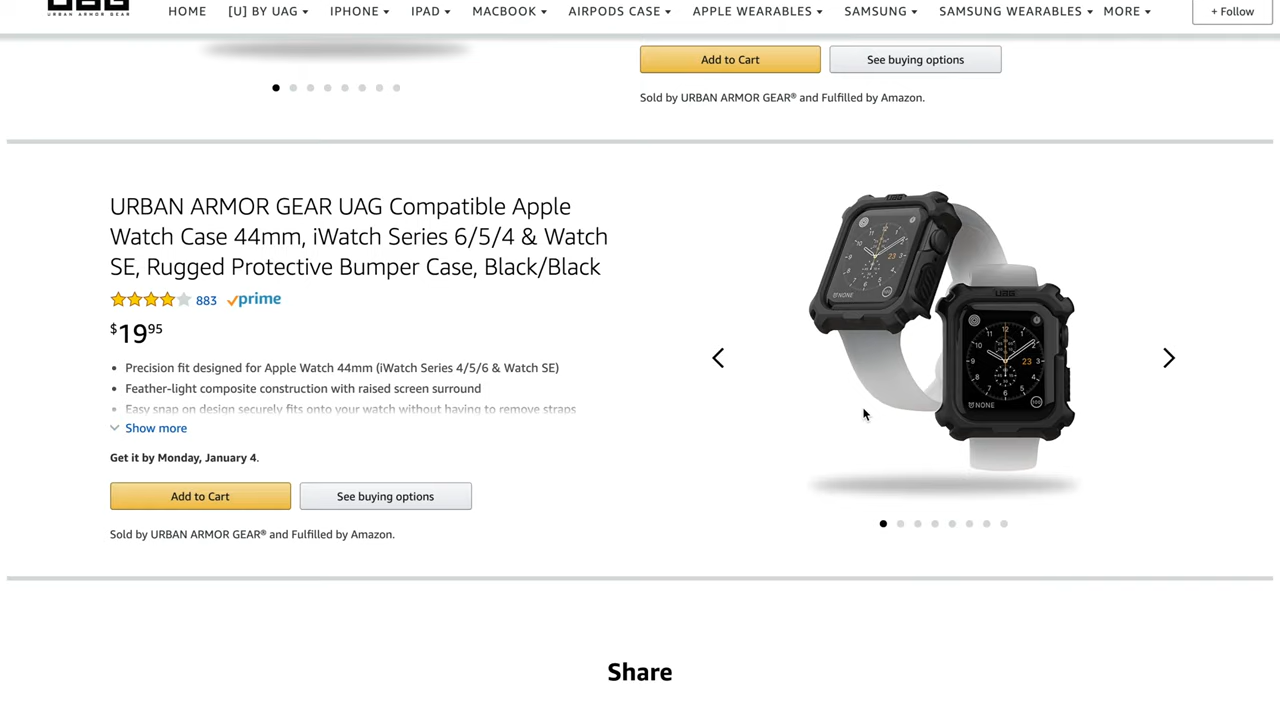 URBAN ARMOR GEAR
HOME [U] BY UAG IPHONE IPAD MACBOOK AIRPODS CASE APPLE WEARABLES SAMSUNG SAMSUNG WEARABLES MORE + Follow
Add to Cart See buying options
Sold by URBAN ARMOR GEAR® and Fulfilled by Amazon.
URBAN ARMOR GEAR UAG Compatible Apple
Watch Case 44mm, iWatch Series 6/5/4 & Watch
SE, Rugged Protective Bumper Case, Black/Black
883 prime
$19.95
• Precision fit designed for Apple Watch 44mm (iWatch Series 4/5/6 & Watch SE)
• Feather-light composite construction with raised screen surround
• Easy snap on design securely fits onto your watch without having to remove straps
Show more
Get it by Monday, January 4.
Add to Cart See buying options
Sold by URBAN ARMOR GEAR® and Fulfilled by Amazon.
NONE
UAG
NONE
Share